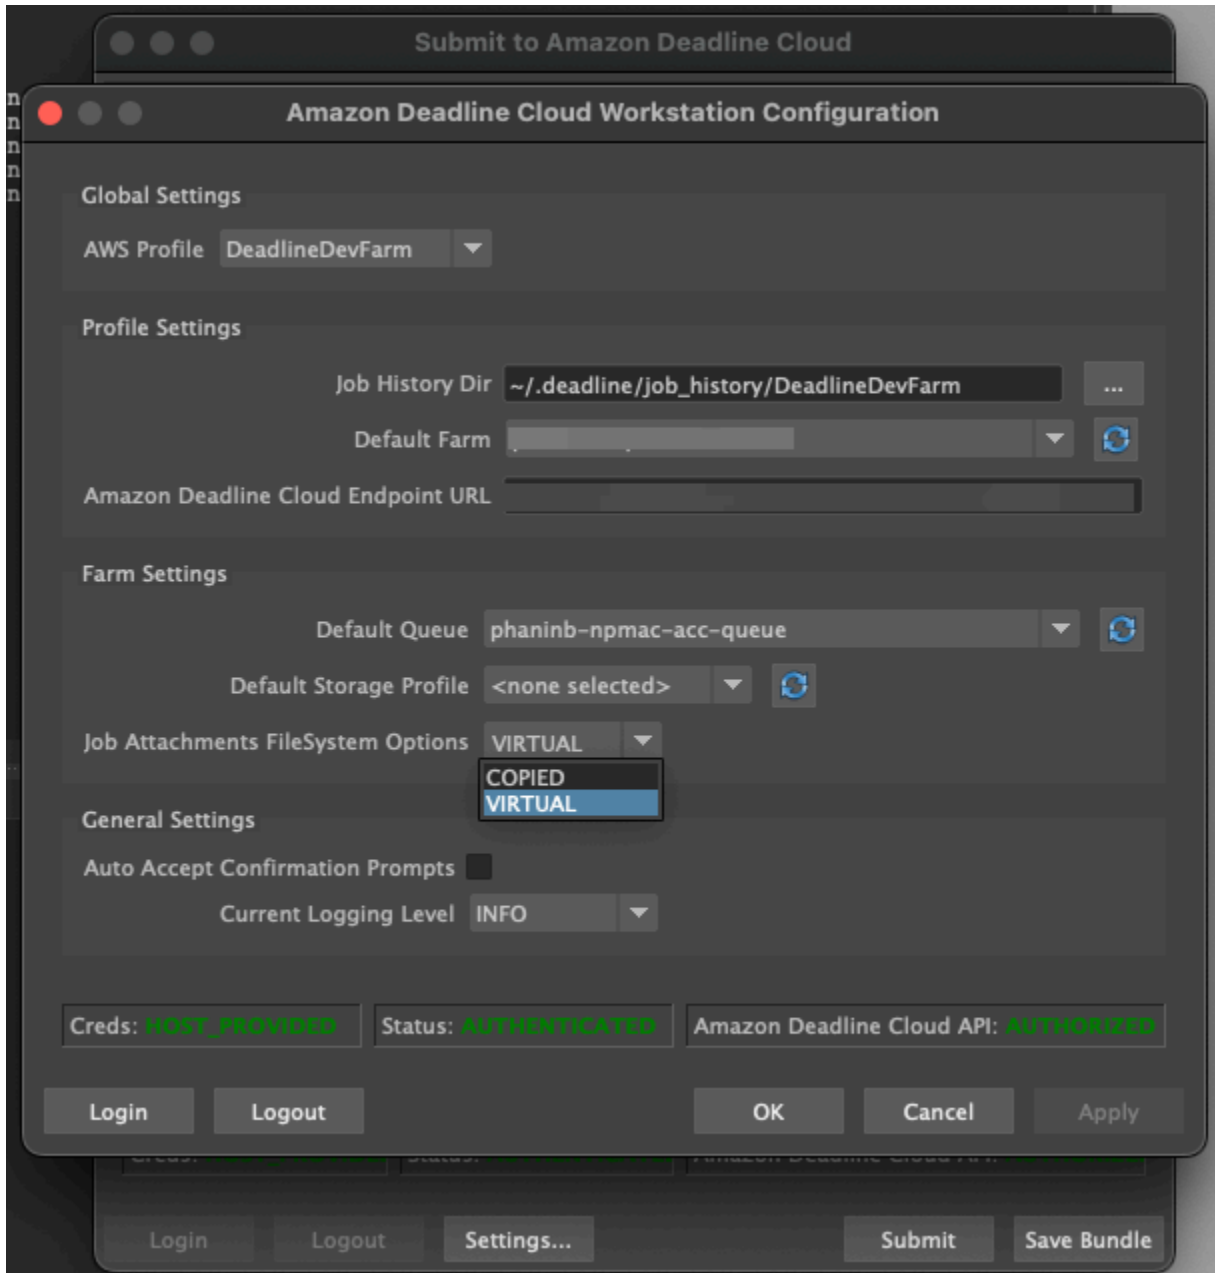 Submit to Amazon Deadline Cloud
Amazon Deadline Cloud Workstation Configuration
n
n
n
n
n
Global Settings
AWS Profile DeadlineDevFarm
Profile Settings
Job History Dir ~/.deadline/job_history/DeadlineDevFarm ...
Default Farm
Amazon Deadline Cloud Endpoint URL
Farm Settings
Default Queue phaninb-npmac-acc-queue
Default Storage Profile <none selected>
Job Attachments FileSystem Options VIRTUAL
COPIED
VIRTUAL
General Settings
Auto Accept Confirmation Prompts
Current Logging Level INFO
Creds: HOST_PROVIDED Status: AUTHENTICATED Amazon Deadline Cloud API: AUTHORIZED
Login Logout OK Cancel Apply
Login Logout Settings... Submit Save Bundle